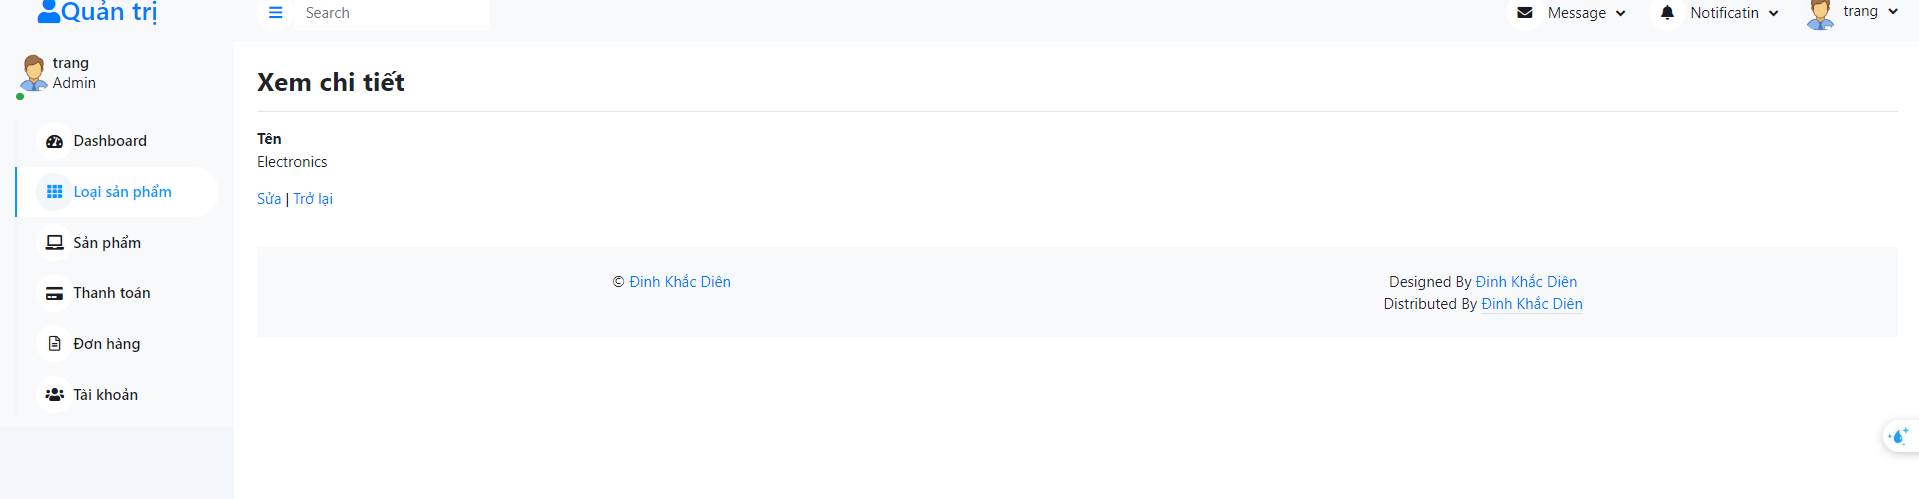 Quản trị
Search
Message
Notificatin
trang
trang
Admin
Dashboard
Loại sản phẩm
Sản phẩm
Thanh toán
Đơn hàng
Tài khoản
Xem chi tiết
Tên
Electronics
Sửa | Trở lại
© Đinh Khắc Diên
Designed By Đinh Khắc Diên
Distributed By Đinh Khắc Diên